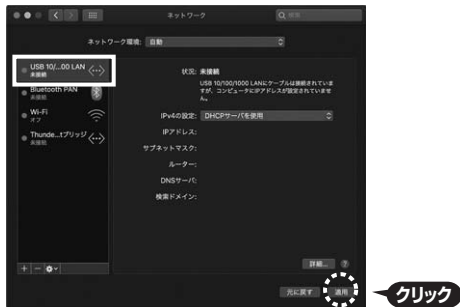 ネットワーク
検索
ネットワーク環境: 自動
USB 10/...00 LAN
未接続
Bluetooth PAN
未接続
Wi-Fi
オフ
Thunde...tブリッジ
未接続
状況: 未接続
USB 10/100/1000 LANにケーブルは接続されていま
すが、コンピュータにIPアドレスが設定されていませ
ん。
IPv4の設定: DHCPサーバを使用
IPアドレス:
サブネットマスク:
ルーター:
DNSサーバ:
検索ドメイン:
詳細...
?
元に戻す
適用
クリック